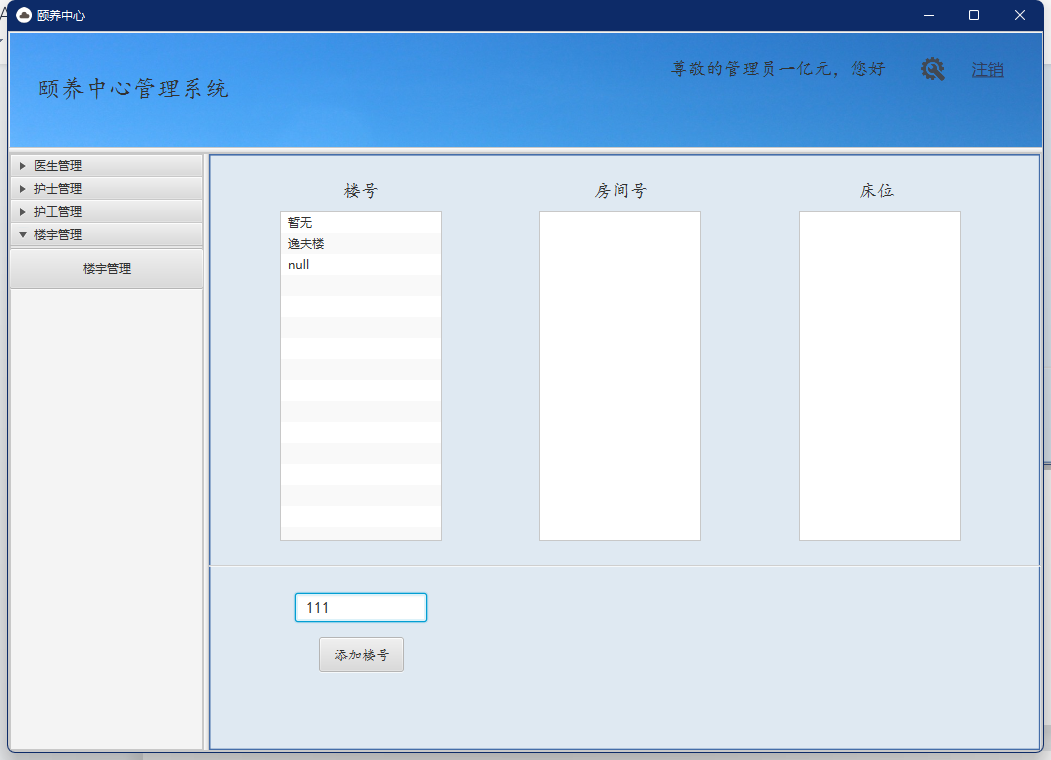 颐养中心
颐养中心管理系统
尊敬的管理员一亿元，您好
注销
医生管理
护士管理
护工管理
楼宇管理
楼宇管理
楼号
房间号
床位
暂无
逸夫楼
null
111
添加楼号